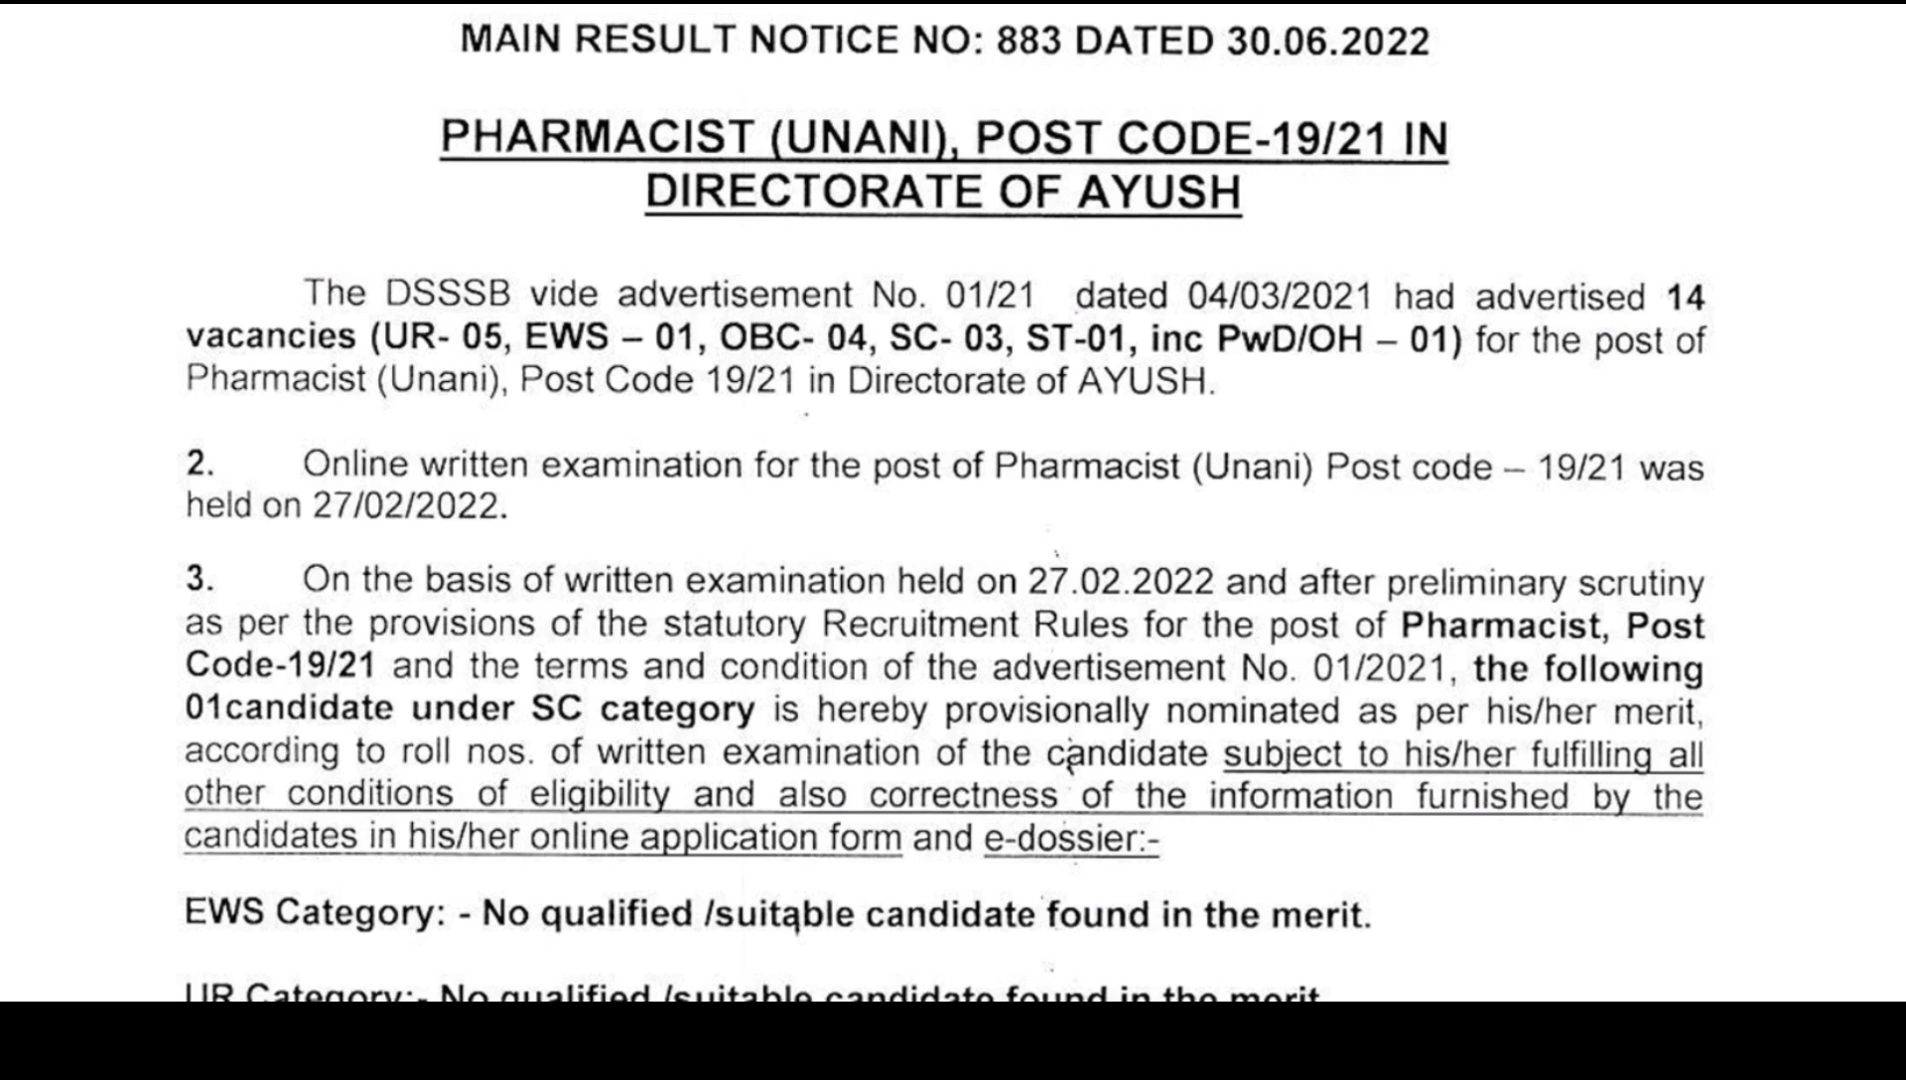 MAIN RESULT NOTICE NO: 883 DATED 30.06.2022
PHARMACIST (UNANI), POST CODE-19/21 IN
DIRECTORATE OF AYUSH
The DSSSB vide advertisement No. 01/21 dated 04/03/2021 had advertised 14
vacancies (UR- 05, EWS – 01, OBC- 04, SC- 03, ST-01, inc PwD/OH – 01) for the post of
Pharmacist (Unani), Post Code 19/21 in Directorate of AYUSH.
2. Online written examination for the post of Pharmacist (Unani) Post code – 19/21 was
held on 27/02/2022.
3. On the basis of written examination held on 27.02.2022 and after preliminary scrutiny
as per the provisions of the statutory Recruitment Rules for the post of Pharmacist, Post
Code-19/21 and the terms and condition of the advertisement No. 01/2021, the following
01candidate under SC category is hereby provisionally nominated as per his/her merit,
according to roll nos. of written examination of the candidate subject to his/her fulfilling all
other conditions of eligibility and also correctness of the information furnished by the
candidates in his/her online application form and e-dossier:-
EWS Category: - No qualified /suitable candidate found in the merit.
UR Category:- No qualified /suitable candidate found in the merit